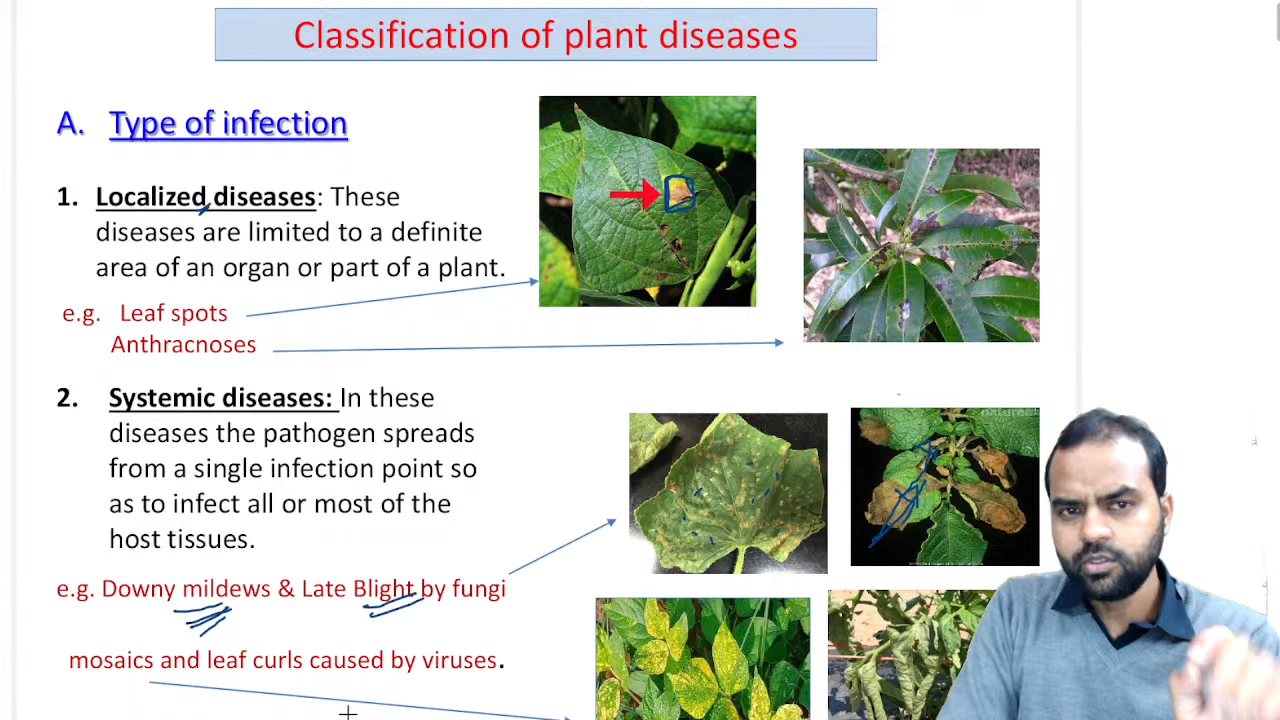 Classification of plant diseases
A. Type of infection
1. Localized diseases: These
diseases are limited to a definite
area of an organ or part of a plant.
e.g. Leaf spots
Anthracnoses
2. Systemic diseases: In these
diseases the pathogen spreads
from a single infection point so
as to infect all or most of the
host tissues.
e.g. Downy mildews & Late Blight by fungi
mosaics and leaf curls caused by viruses.